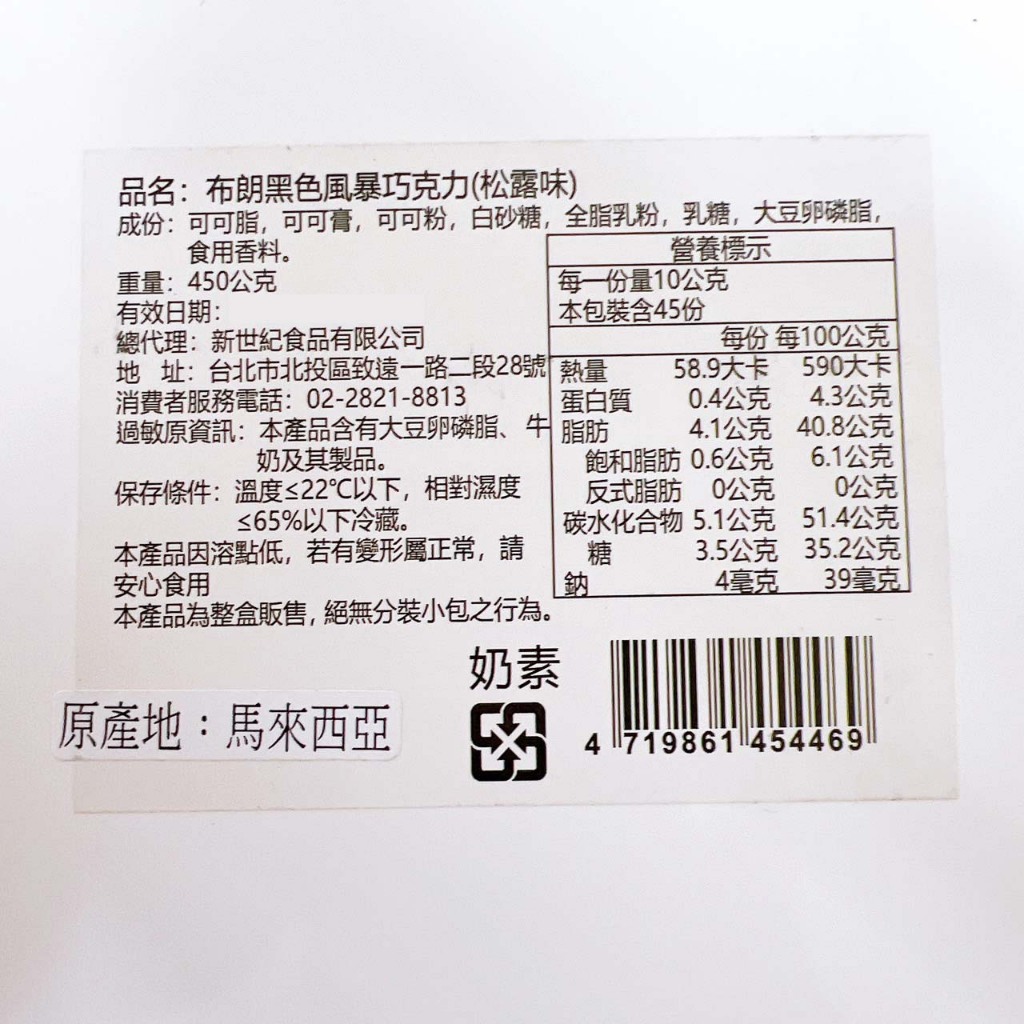 品名：布朗黑色風暴巧克力(松露味)
成份：可可脂，可可膏，可可粉，白砂糖，全脂乳粉，乳糖，大豆卵磷脂，
食用香料。
重量：450公克
有效日期：
總代理：新世紀食品有限公司
地 址：台北市北投區致遠一路二段28號
消費者服務電話：02-2821-8813
過敏原資訊：本產品含有大豆卵磷脂、牛
奶及其製品。
保存條件：溫度≤22℃以下，相對濕度
≤65%以下冷藏。
本產品因溶點低，若有變形屬正常，請
安心食用
本產品為整盒販售，絕無分裝小包之行為。
營養標示
每一份量10公克
本包裝含45份
每份 每100公克
熱量 58.9大卡 590大卡
蛋白質 0.4公克 4.3公克
脂肪 4.1公克 40.8公克
飽和脂肪 0.6公克 6.1公克
反式脂肪 0公克 0公克
碳水化合物 5.1公克 51.4公克
糖 3.5公克 35.2公克
鈉 4毫克 39毫克
奶素
原產地：馬來西亞
4 719861 454469